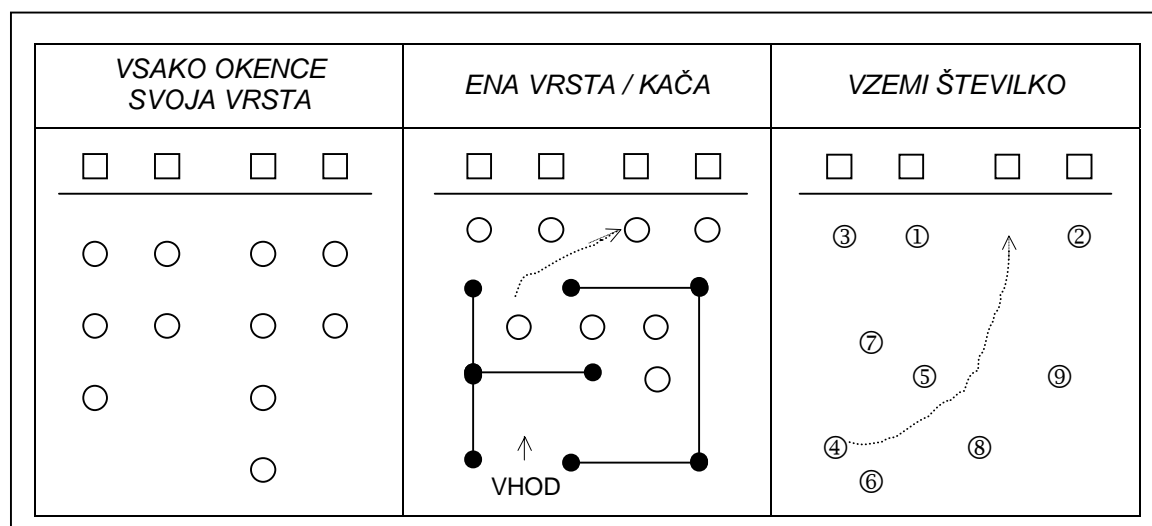 VSAKO OKENCE
SVOJA VRSTA
ENA VRSTA / KAČA
VZEMI ŠTEVILKO
③ ① ②
⑦
⑤ ⑨
④ ⑧
⑥
VHOD